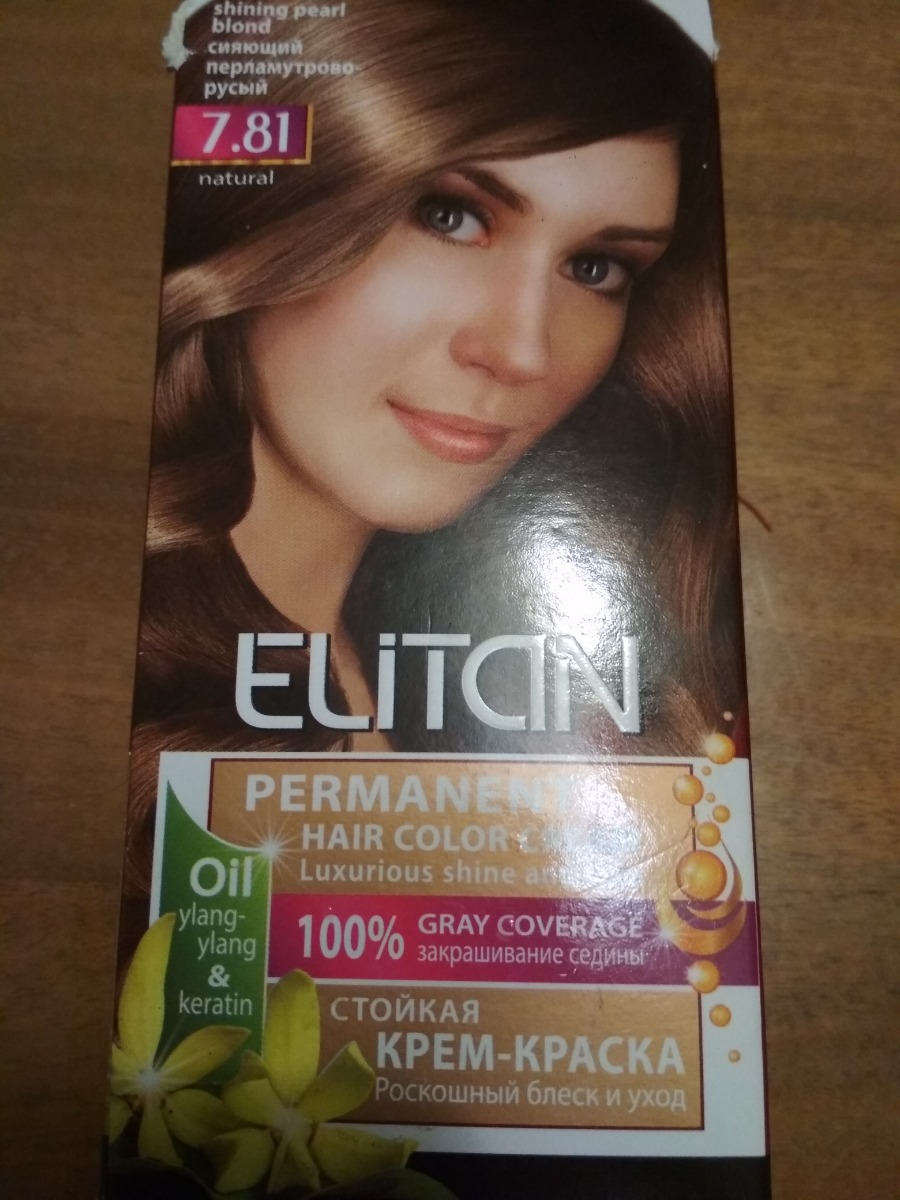 shining pearl
blond
сияющий
перламутрово-
русый
7.81
natural
ELITAN
PERMANENT
HAIR COLOR
Luxurious shine
Oil
ylang-
ylang
&
keratin
100%
GRAY COVERAGE
закрашивание седины
СТОЙКАЯ
КРЕМ-КРАСКА
Роскошный блеск и уход